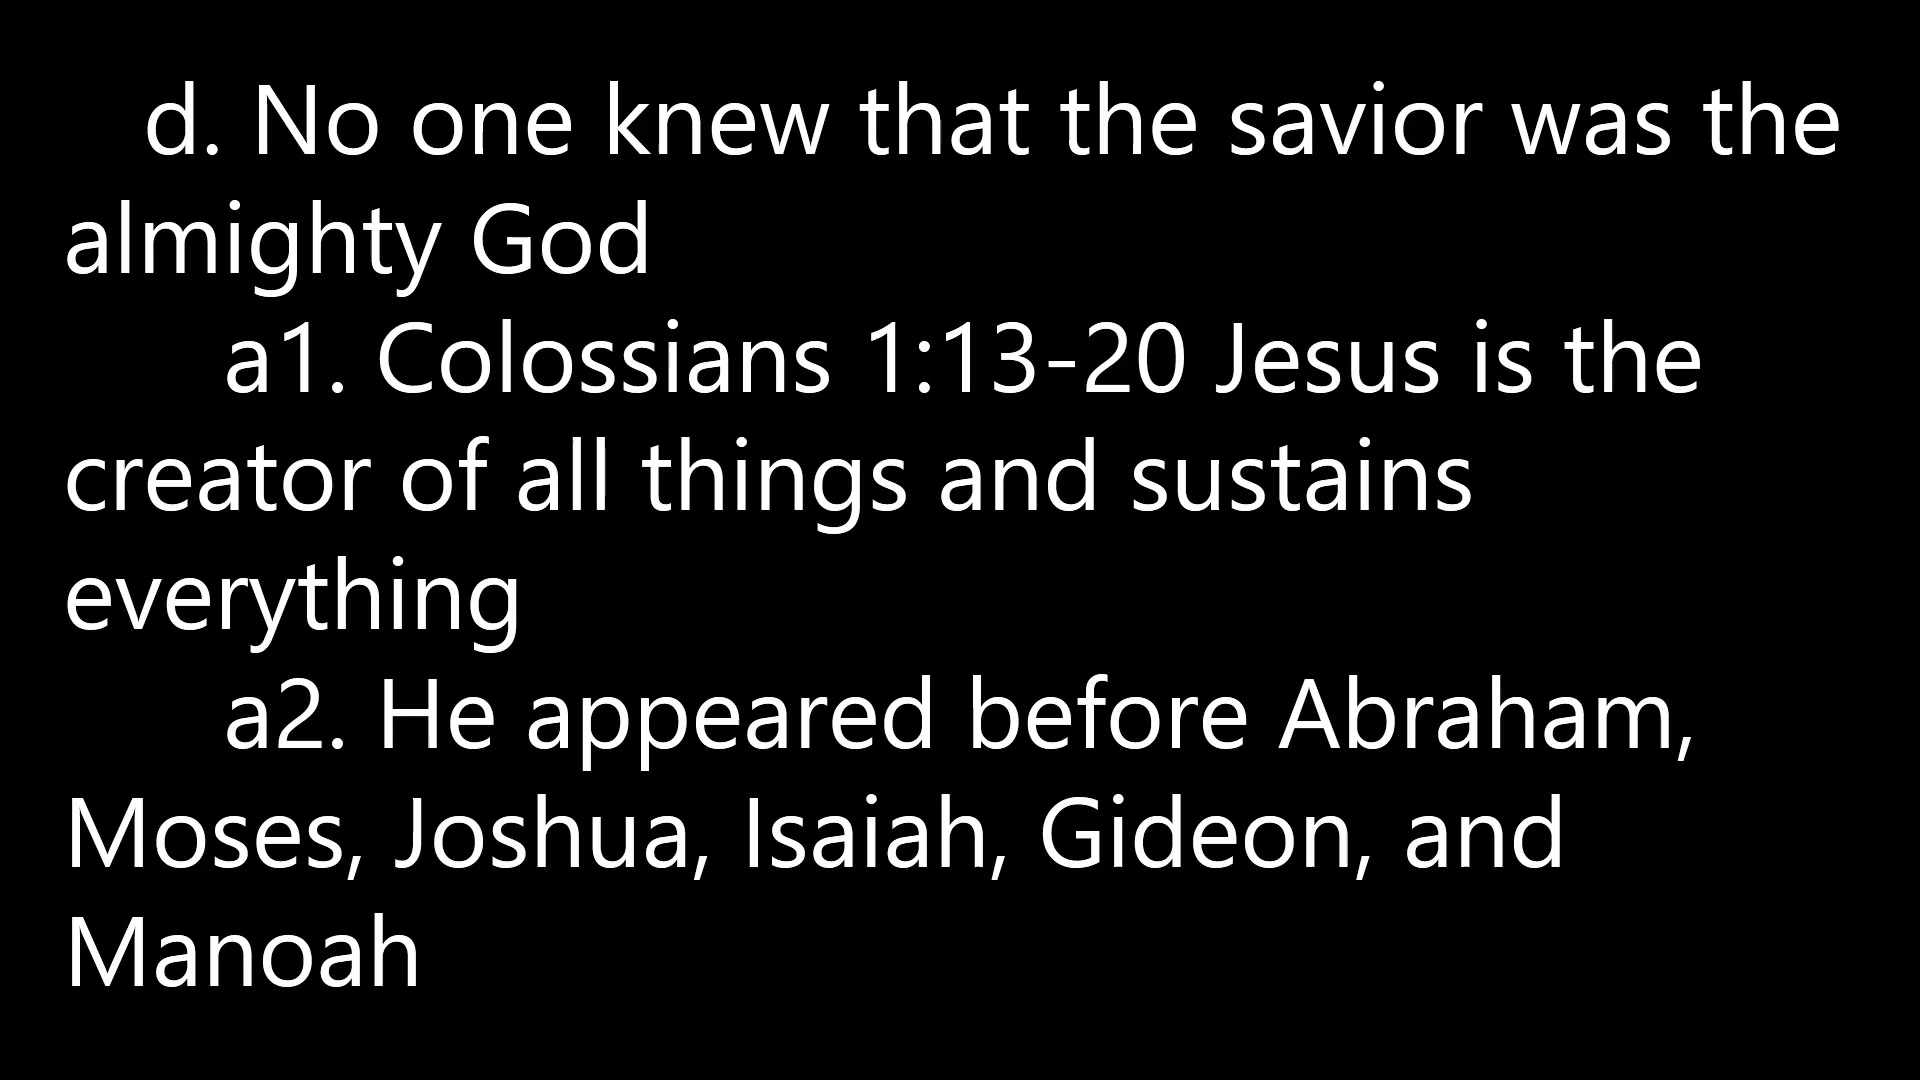 d. No one knew that the savior was the
almighty God
a1. Colossians 1:13-20 Jesus is the
creator of all things and sustains
everything
a2. He appeared before Abraham,
Moses, Joshua, Isaiah, Gideon, and
Manoah